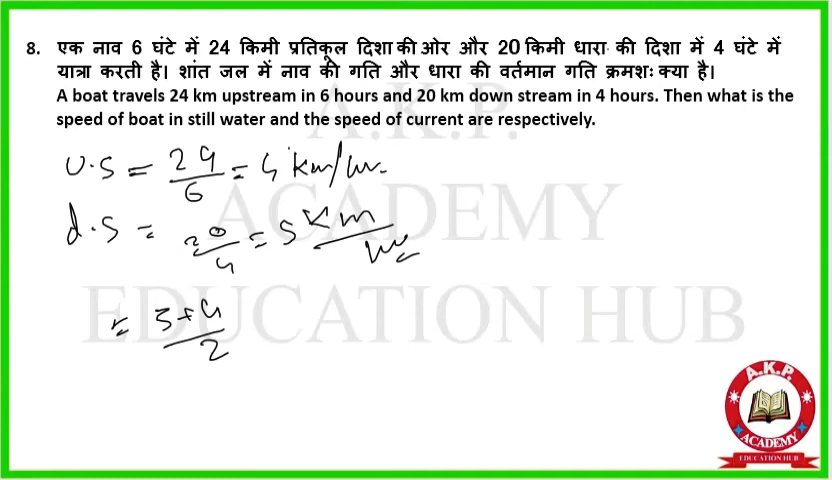 8. एक नाव 6 घंटे में 24 किमी प्रतिकूल दिशा की ओर और 20 किमी धारा की दिशा में 4 घंटे में
यात्रा करती है। शांत जल में नाव की गति और धारा की वर्तमान गति क्रमशः क्या है।
A boat travels 24 km upstream in 6 hours and 20 km down stream in 4 hours. Then what is the
speed of boat in still water and the speed of current are respectively.
A.K.P.
ACADEMY
EDUCATION HUB
U.S = 24/6 = 4 km/hr.
d.S = 20/4 = 5 km/hr
= 5+4/2
A.K.P.
ACADEMY
EDUCATION HUB